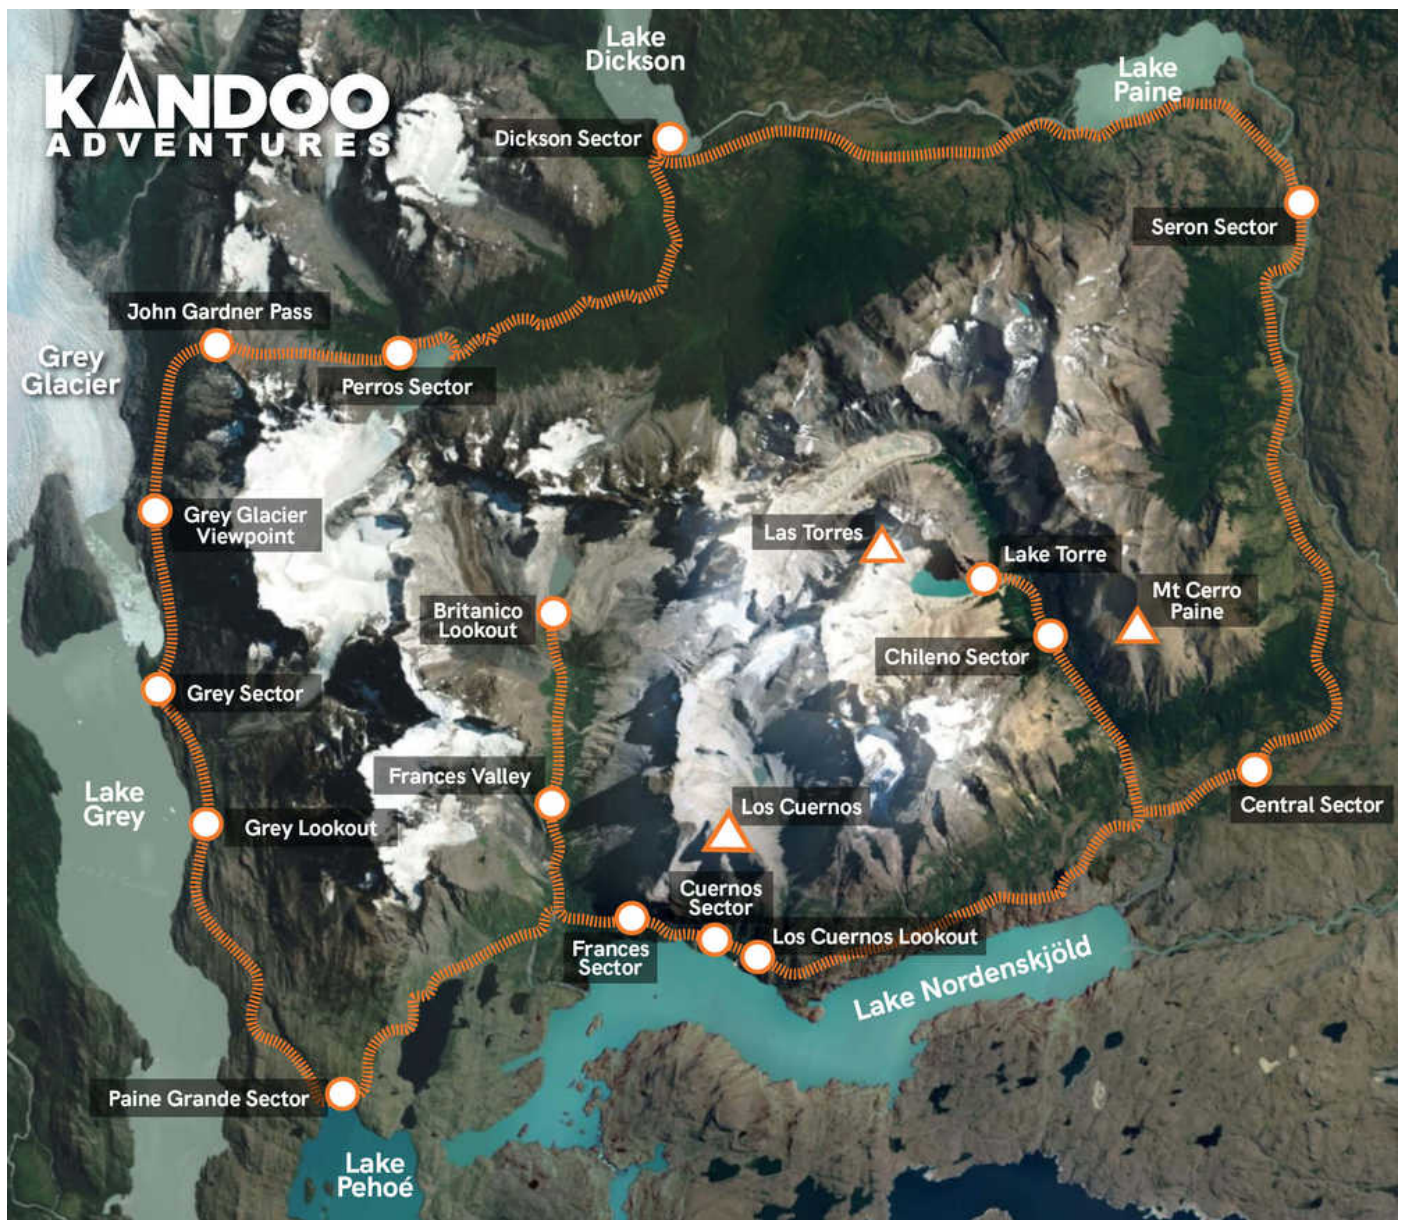 KANDOO
ADVENTURES
Lake
Dickson
Lake
Paine
Dickson Sector
Seron Sector
John Gardner Pass
Grey
Glacier
Perros Sector
Grey Glacier
Viewpoint
Las Torres
Lake Torre
Mt Cerro
Paine
Britanico
Lookout
Chileno Sector
Grey Sector
Frances Valley
Lake
Grey
Grey Lookout
Los Cuernos
Central Sector
Cuernos
Sector
Los Cuernos Lookout
Frances
Sector
Lake Nordenskjöld
Paine Grande Sector
Lake
Pehoé